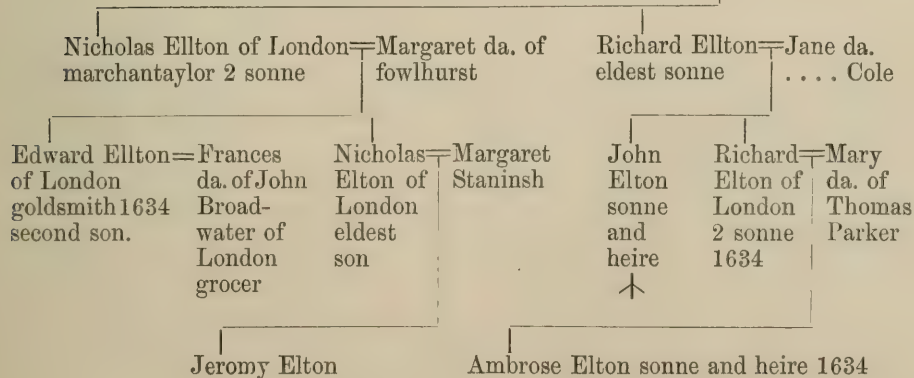 Nicholas Ellton of London
marchantaylor 2 sonne
Margaret da. of
fowlhurst
Richard Ellton
eldest sonne
Jane da.
.... Cole
Edward Ellton
of London
goldsmith 1634
second son.
Frances
da. of John
Broad-
water of
London
grocer
Nicholas
Elton of
London
eldest
son
Margaret
Staninsh
John
Elton
sonne
and
heire
Richard
Elton of
London
2 sonne
1634
Mary
da. of
Thomas
Parker
Jeromy Elton
Ambrose Elton sonne and heire 1634